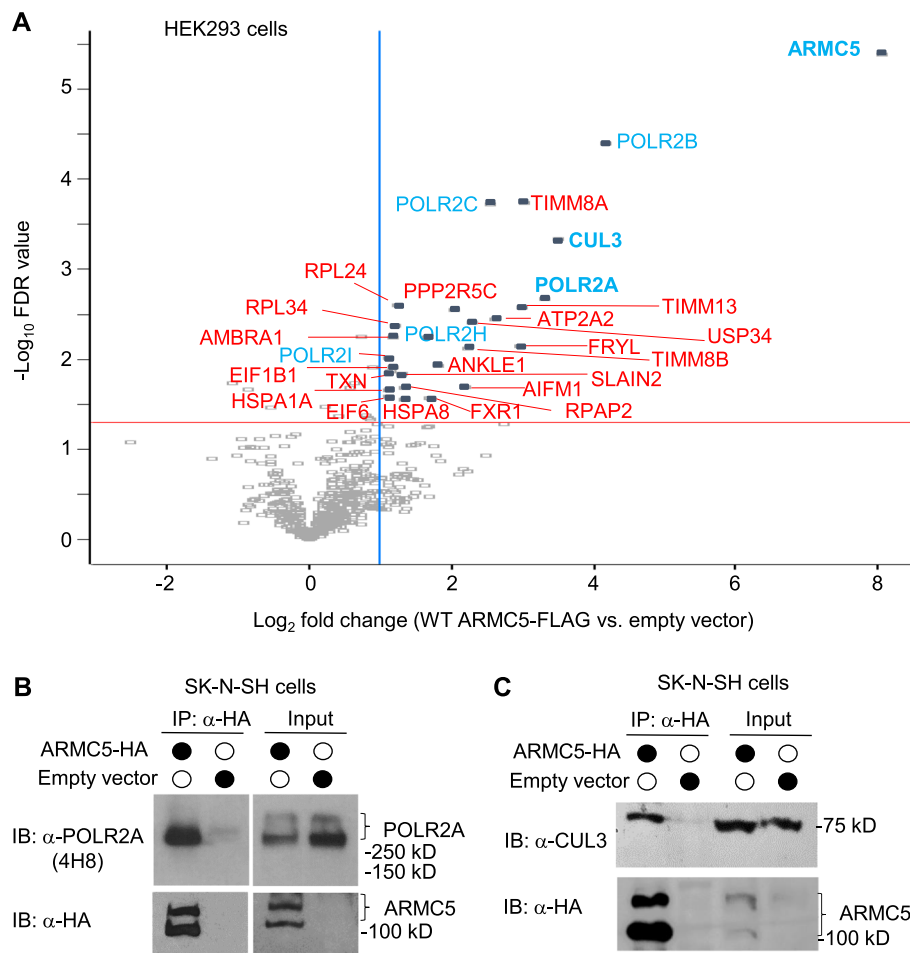 A
HEK293 cells
ARMC5
POLR2B
POLR2C
TIMM8A
CUL3
POLR2A
RPL24
PPP2R5C
TIMM13
RPL34
ATP2A2
USP34
AMBRA1
POLR2H
FRYL
POLR2I
ANKLE1
TIMM8B
EIF1B1
TXN
SLAIN2
HSPA1A
AIFM1
EIF6
HSPA8
FXR1
RPAP2
-Log10 FDR value
5
4
3
2
1
0
-2
0
2
4
6
8
Log2 fold change (WT ARMC5-FLAG vs. empty vector)
B
SK-N-SH cells
IP: α-HA
Input
ARMC5-HA
Empty vector
IB: α-POLR2A
(4H8)
POLR2A
-250 kD
-150 kD
IB: α-HA
ARMC5
-100 kD
C
SK-N-SH cells
IP: α-HA
Input
ARMC5-HA
Empty vector
IB: α-CUL3
-75 kD
IB: α-HA
ARMC5
-100 kD